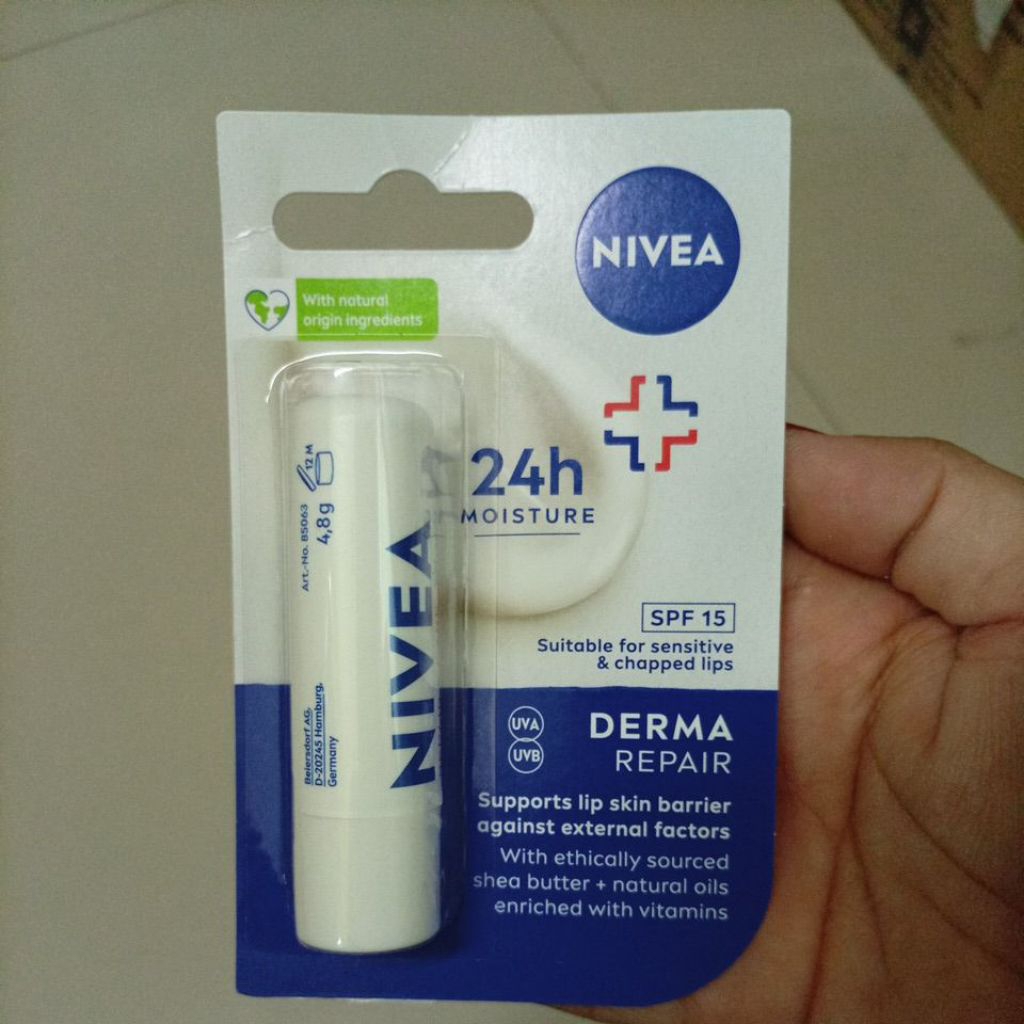 NIVEA
With natural
origin ingredients
24h
MOISTURE
SPF 15
Suitable for sensitive
& chapped lips
UVA
UVB
DERMA
REPAIR
Supports lip skin barrier
against external factors
With ethically sourced
shea butter + natural oils
enriched with vitamins
NIVEA
12 M
Art.-No. 85063
4,8g
Beiersdorf AG,
D-20245 Hamburg,
Germany